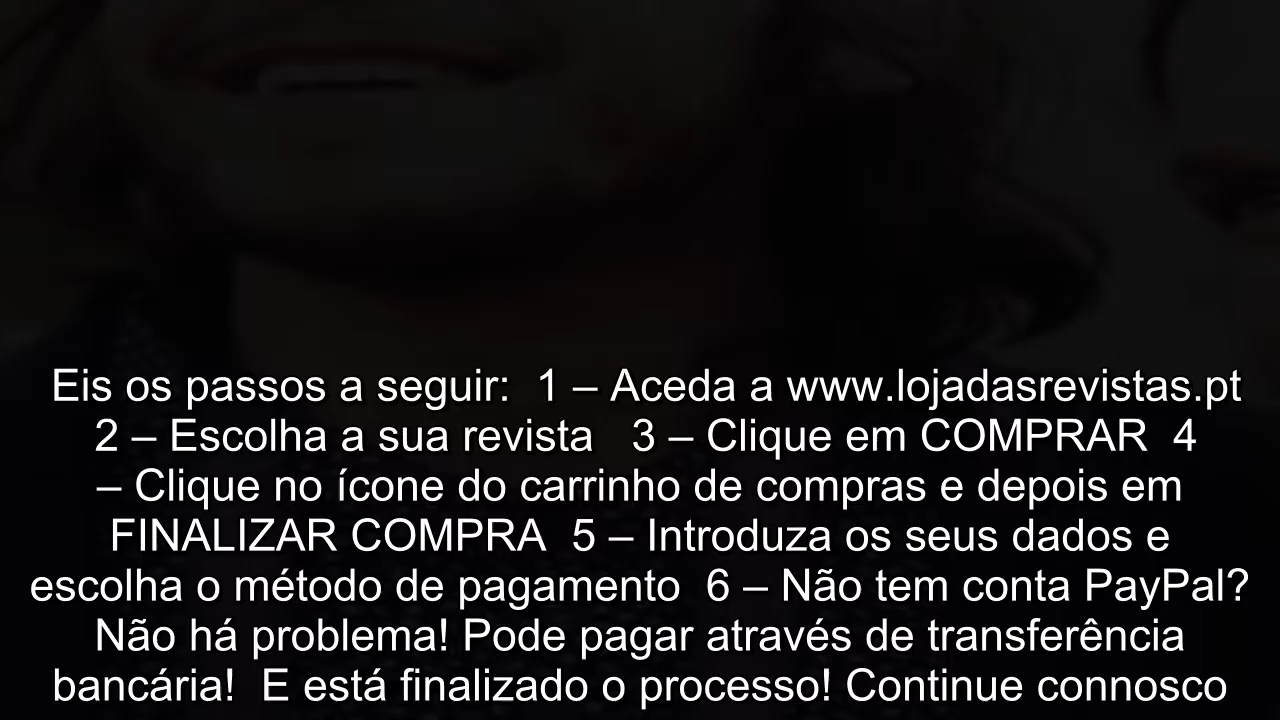 Eis os passos a seguir:  1 – Aceda a www.lojadasrevistas.pt
2 – Escolha a sua revista   3 – Clique em COMPRAR  4
– Clique no ícone do carrinho de compras e depois em
FINALIZAR COMPRA  5 – Introduza os seus dados e
escolha o método de pagamento  6 – Não tem conta PayPal?
Não há problema! Pode pagar através de transferência
bancária!  E está finalizado o processo! Continue connosco